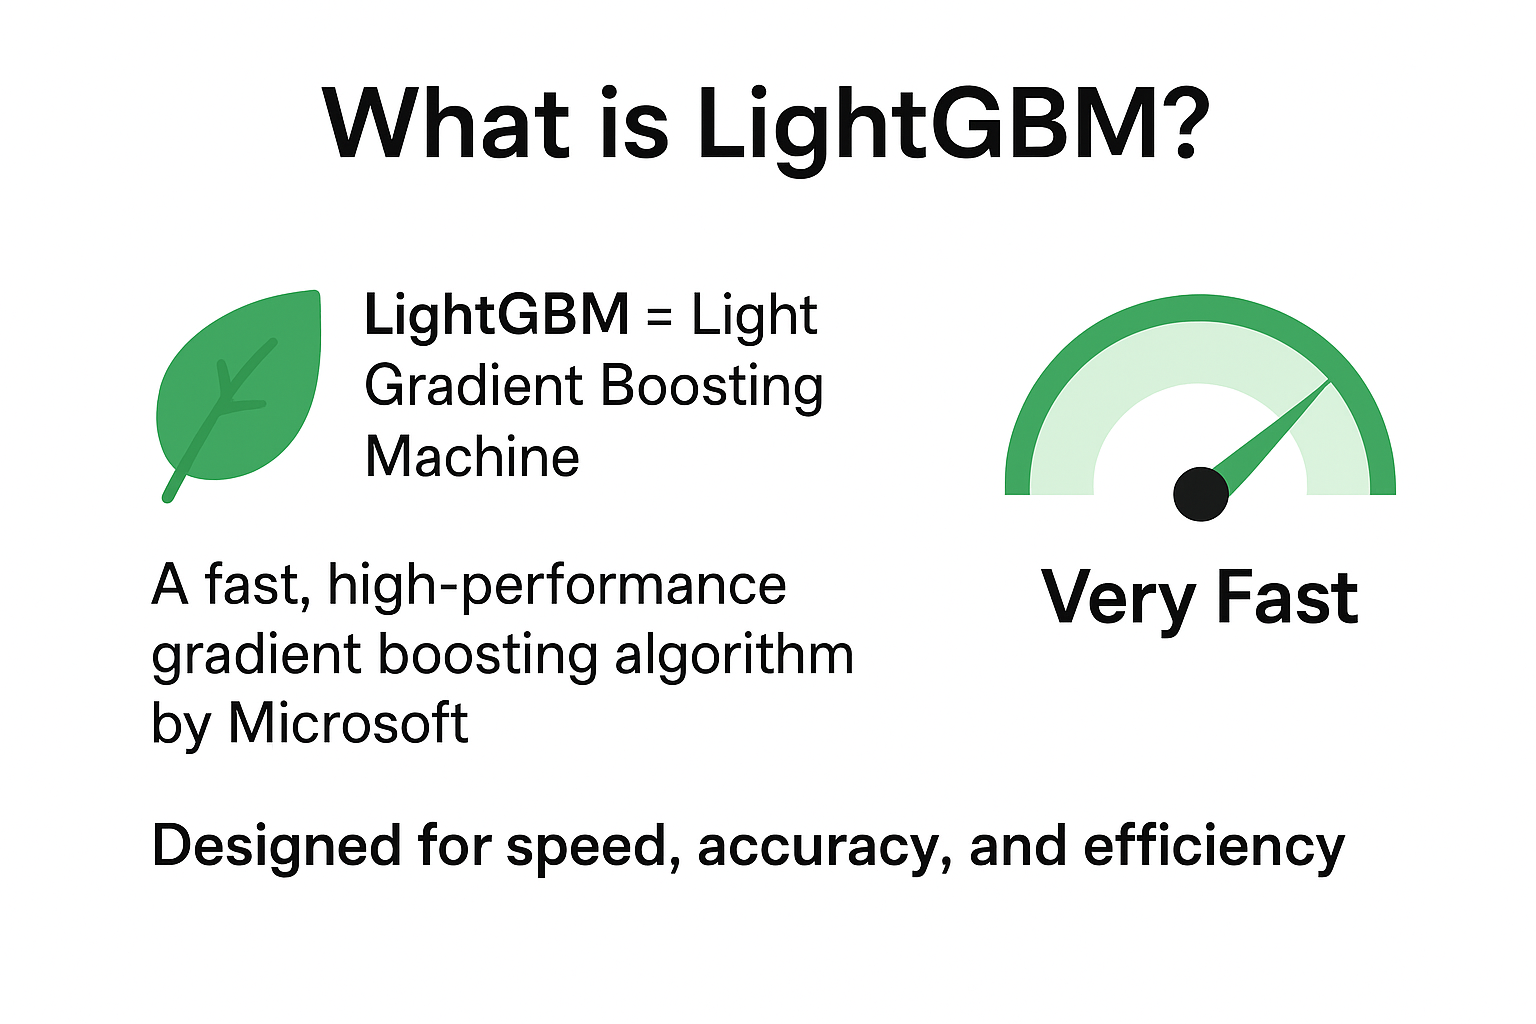 What is LightGBM?
LightGBM = Light
Gradient Boosting
Machine
Very Fast
A fast, high-performance
gradient boosting algorithm
by Microsoft
Designed for speed, accuracy, and efficiency